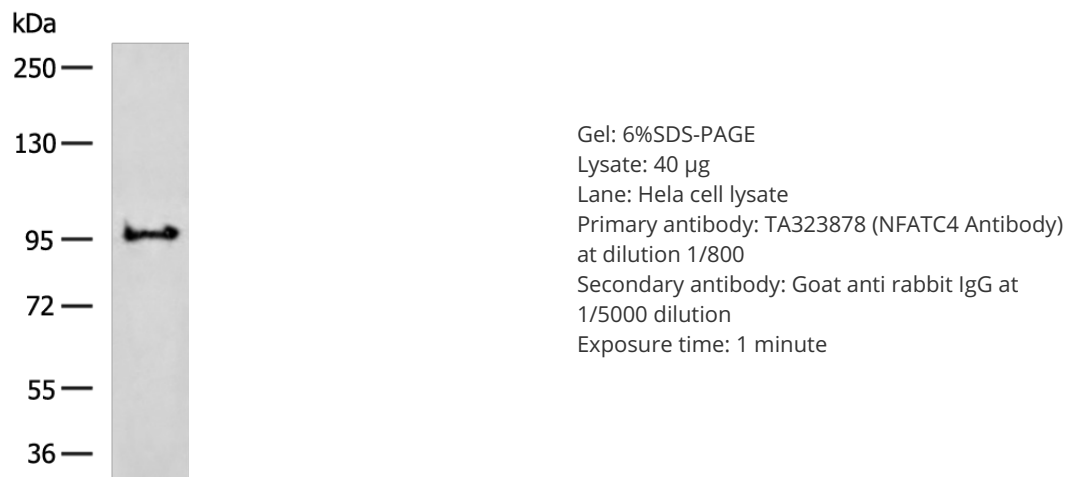 kDa
250
130
95
72
55
36
Gel: 6%SDS-PAGE
Lysate: 40 µg
Lane: Hela cell lysate
Primary antibody: TA323878 (NFATC4 Antibody)
at dilution 1/800
Secondary antibody: Goat anti rabbit IgG at
1/5000 dilution
Exposure time: 1 minute